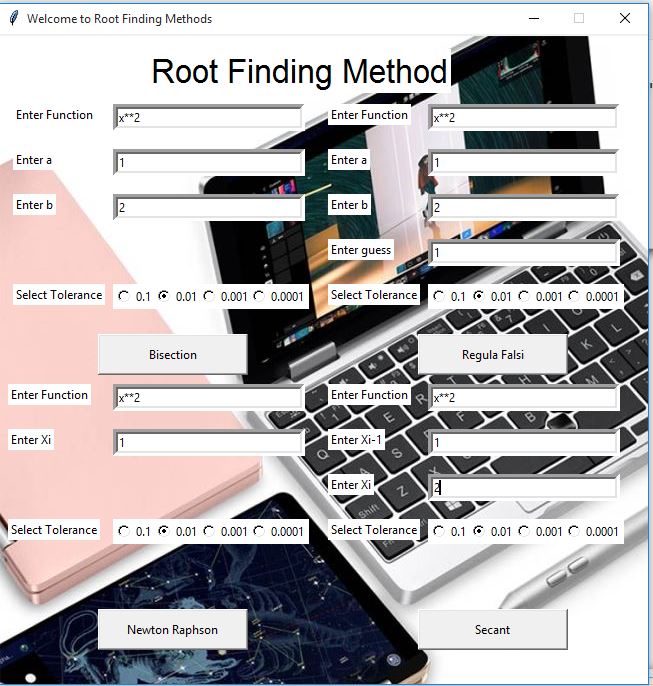 Welcome to Root Finding Methods
Root Finding Method
Enter Function x**2 Enter Function x**2
Enter a 1 Enter a 1
Enter b 2 Enter b 2
Enter guess 1
Select Tolerance 0.1 0.01 0.001 0.0001 Select Tolerance 0.1 0.01 0.001 0.0001
Bisection Regula Falsi
Enter Function x**2 Enter Function x**2
Enter Xi 1 Enter Xi-1 1
Enter Xi 2
Select Tolerance 0.1 0.01 0.001 0.0001 Select Tolerance 0.1 0.01 0.001 0.0001
Newton Raphson Secant